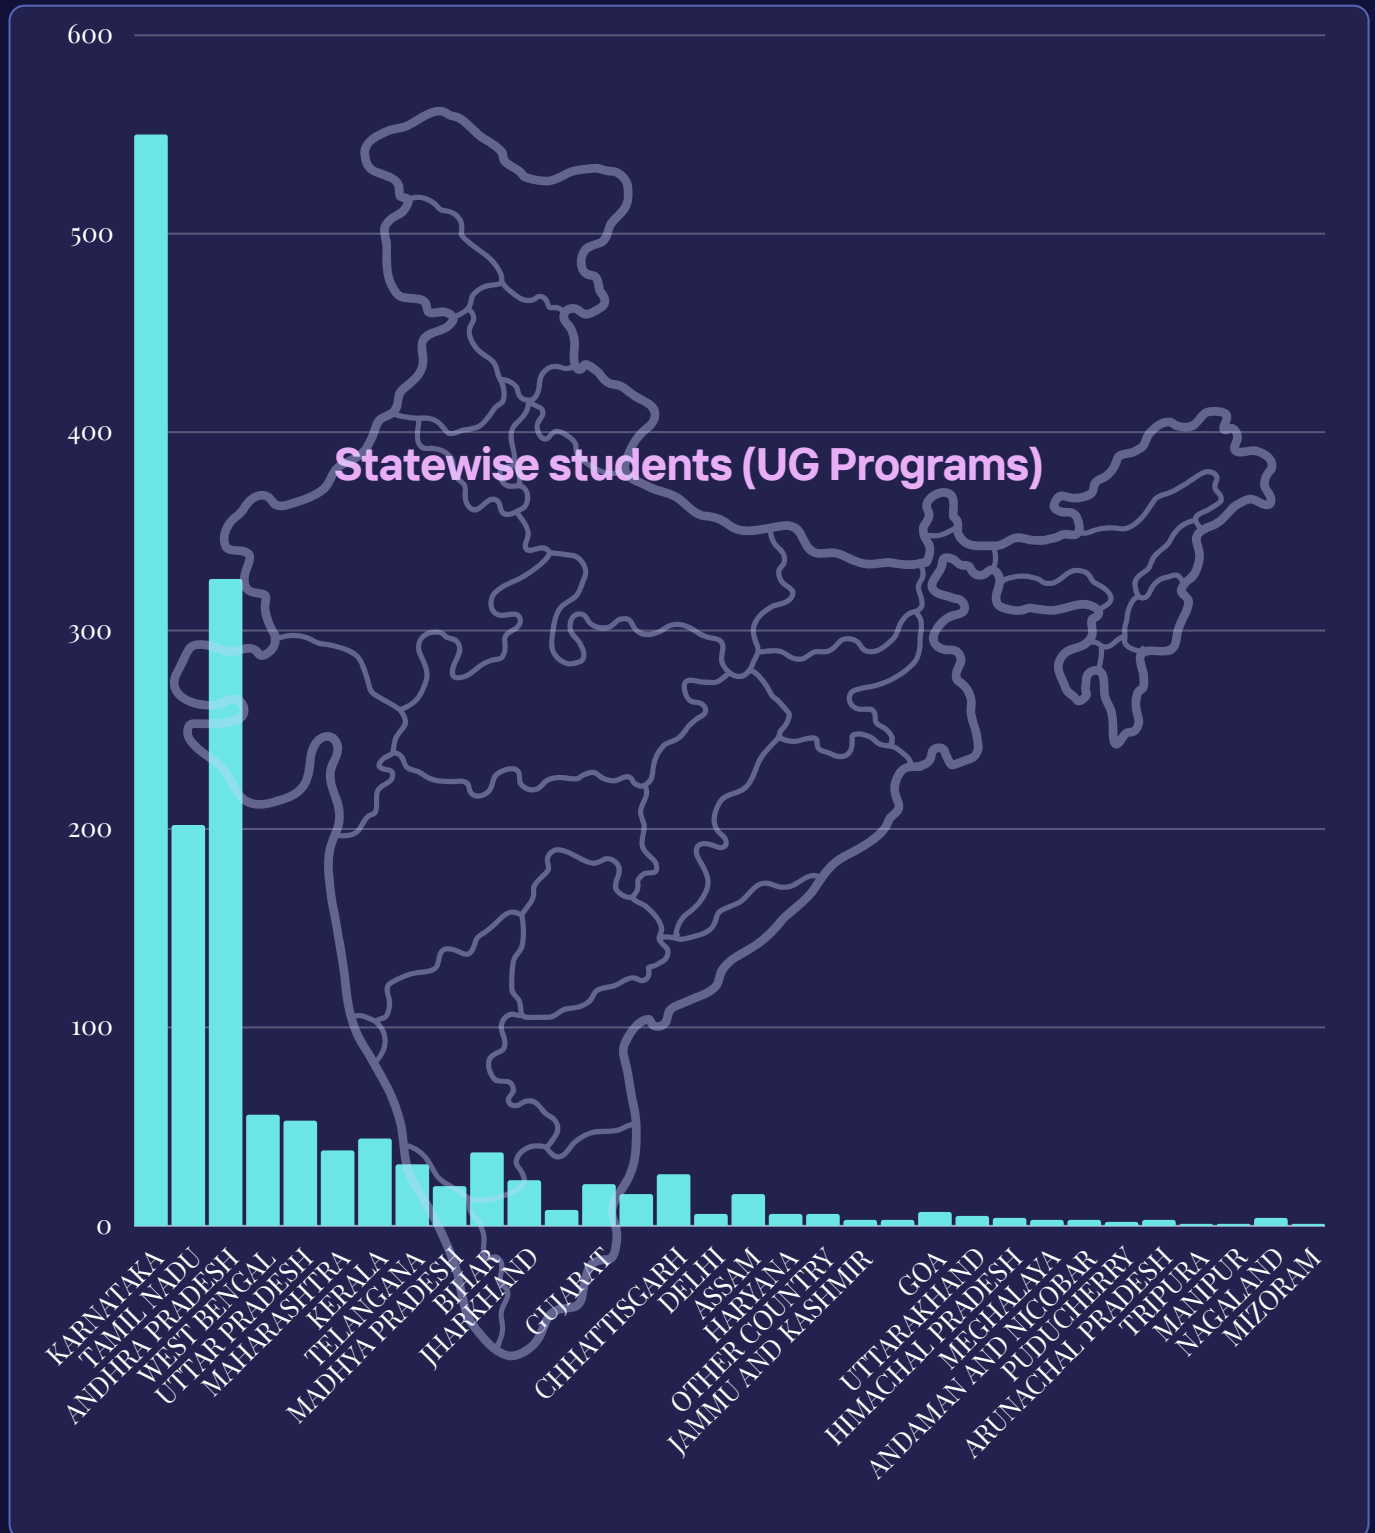 600
500
400
Statewise students (UG Programs)
300
200
100
0
KARNATAKA
TAMIL NADU
ANDHRA PRADESH
WEST BENGAL
UTTAR PRADESH
MAHARASHTRA
KERALA
TELANGANA
MADHYA PRADESH
BIHAR
JHARKHAND
GUJARAT
CHHATTISGARH
DELHI
ASSAM
HARYANA
OTHER COUNTRY
JAMMU AND KASHMIR
GOA
UTTARAKHAND
HIMACHAL PRADESH
MEGHALAYA
ANDAMAN AND NICOBAR
PUDUCHERRY
ARUNACHAL PRADESH
TRIPURA
MANIPUR
NAGALAND
MIZORAM